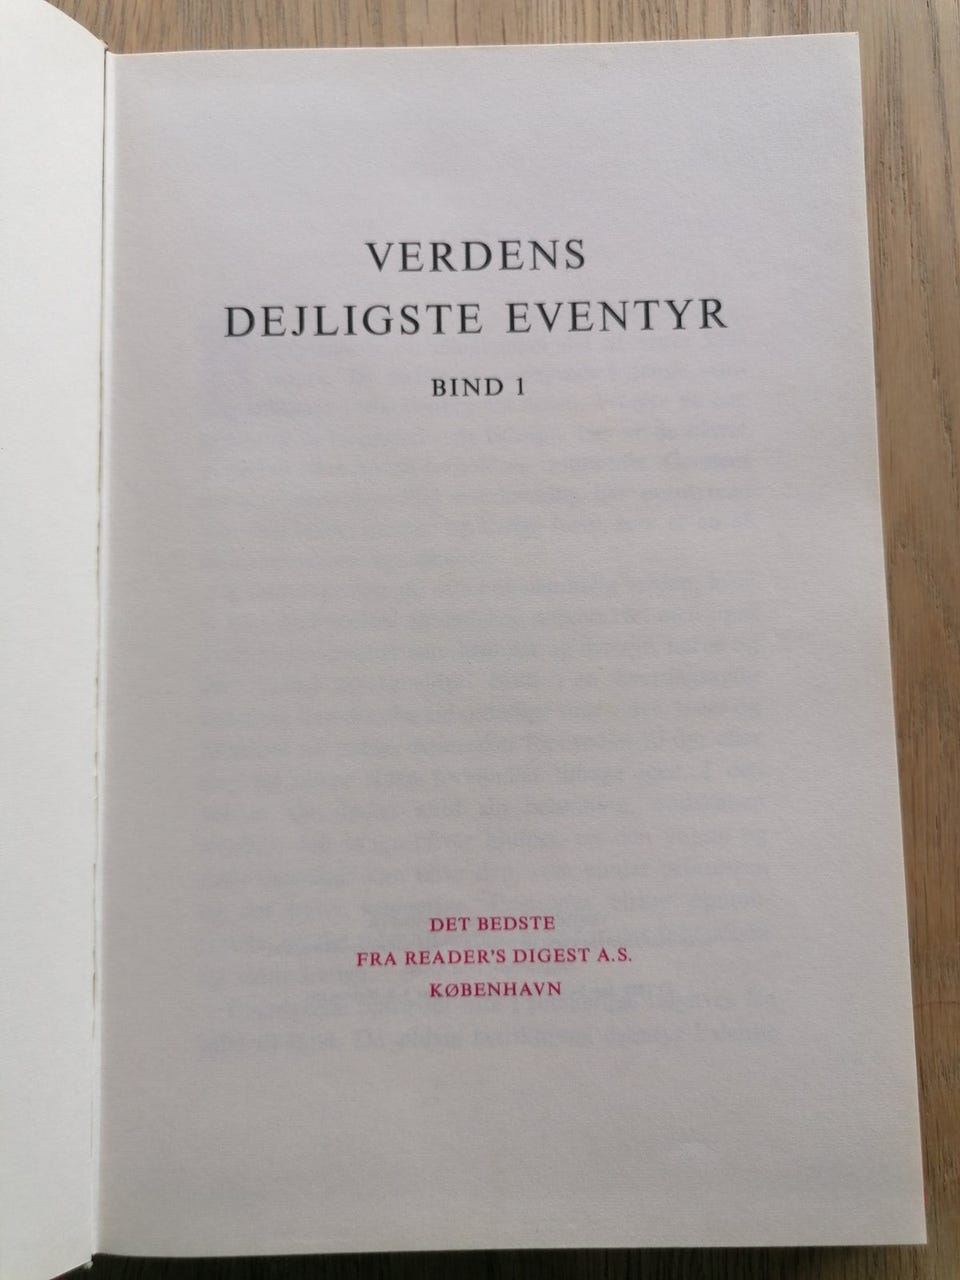 VERDENS
DEJLIGSTE EVENTYR
BIND 1
DET BEDSTE
FRA READER'S DIGEST A.S.
KØBENHAVN